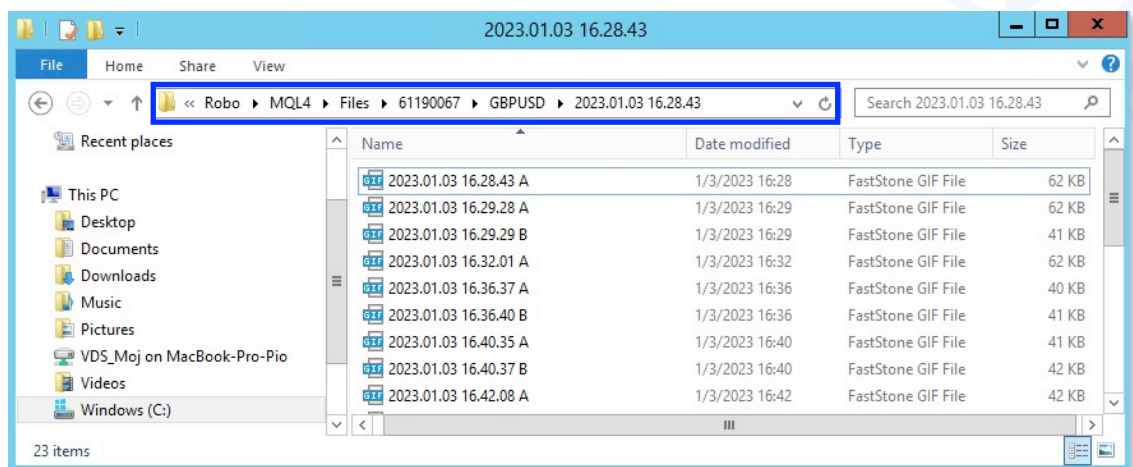 2023.01.03 16.28.43
File Home Share View
« Robo MQL4 Files 61190067 GBPUSD 2023.01.03 16.28.43
Search 2023.01.03 16.28.43
Recent places
This PC
Desktop
Documents
Downloads
Music
Pictures
VDS_Moj on MacBook-Pro-Pio
Videos
Windows (C:)
Name Date modified Type Size
GIF 2023.01.03 16.28.43 A 1/3/2023 16:28 FastStone GIF File 62 KB
GIF 2023.01.03 16.29.28 A 1/3/2023 16:29 FastStone GIF File 62 KB
GIF 2023.01.03 16.29.29 B 1/3/2023 16:29 FastStone GIF File 41 KB
GIF 2023.01.03 16.32.01 A 1/3/2023 16:32 FastStone GIF File 62 KB
GIF 2023.01.03 16.36.37 A 1/3/2023 16:36 FastStone GIF File 40 KB
GIF 2023.01.03 16.36.40 B 1/3/2023 16:36 FastStone GIF File 41 KB
GIF 2023.01.03 16.40.35 A 1/3/2023 16:40 FastStone GIF File 41 KB
GIF 2023.01.03 16.40.37 B 1/3/2023 16:40 FastStone GIF File 42 KB
GIF 2023.01.03 16.42.08 A 1/3/2023 16:42 FastStone GIF File 42 KB
23 items